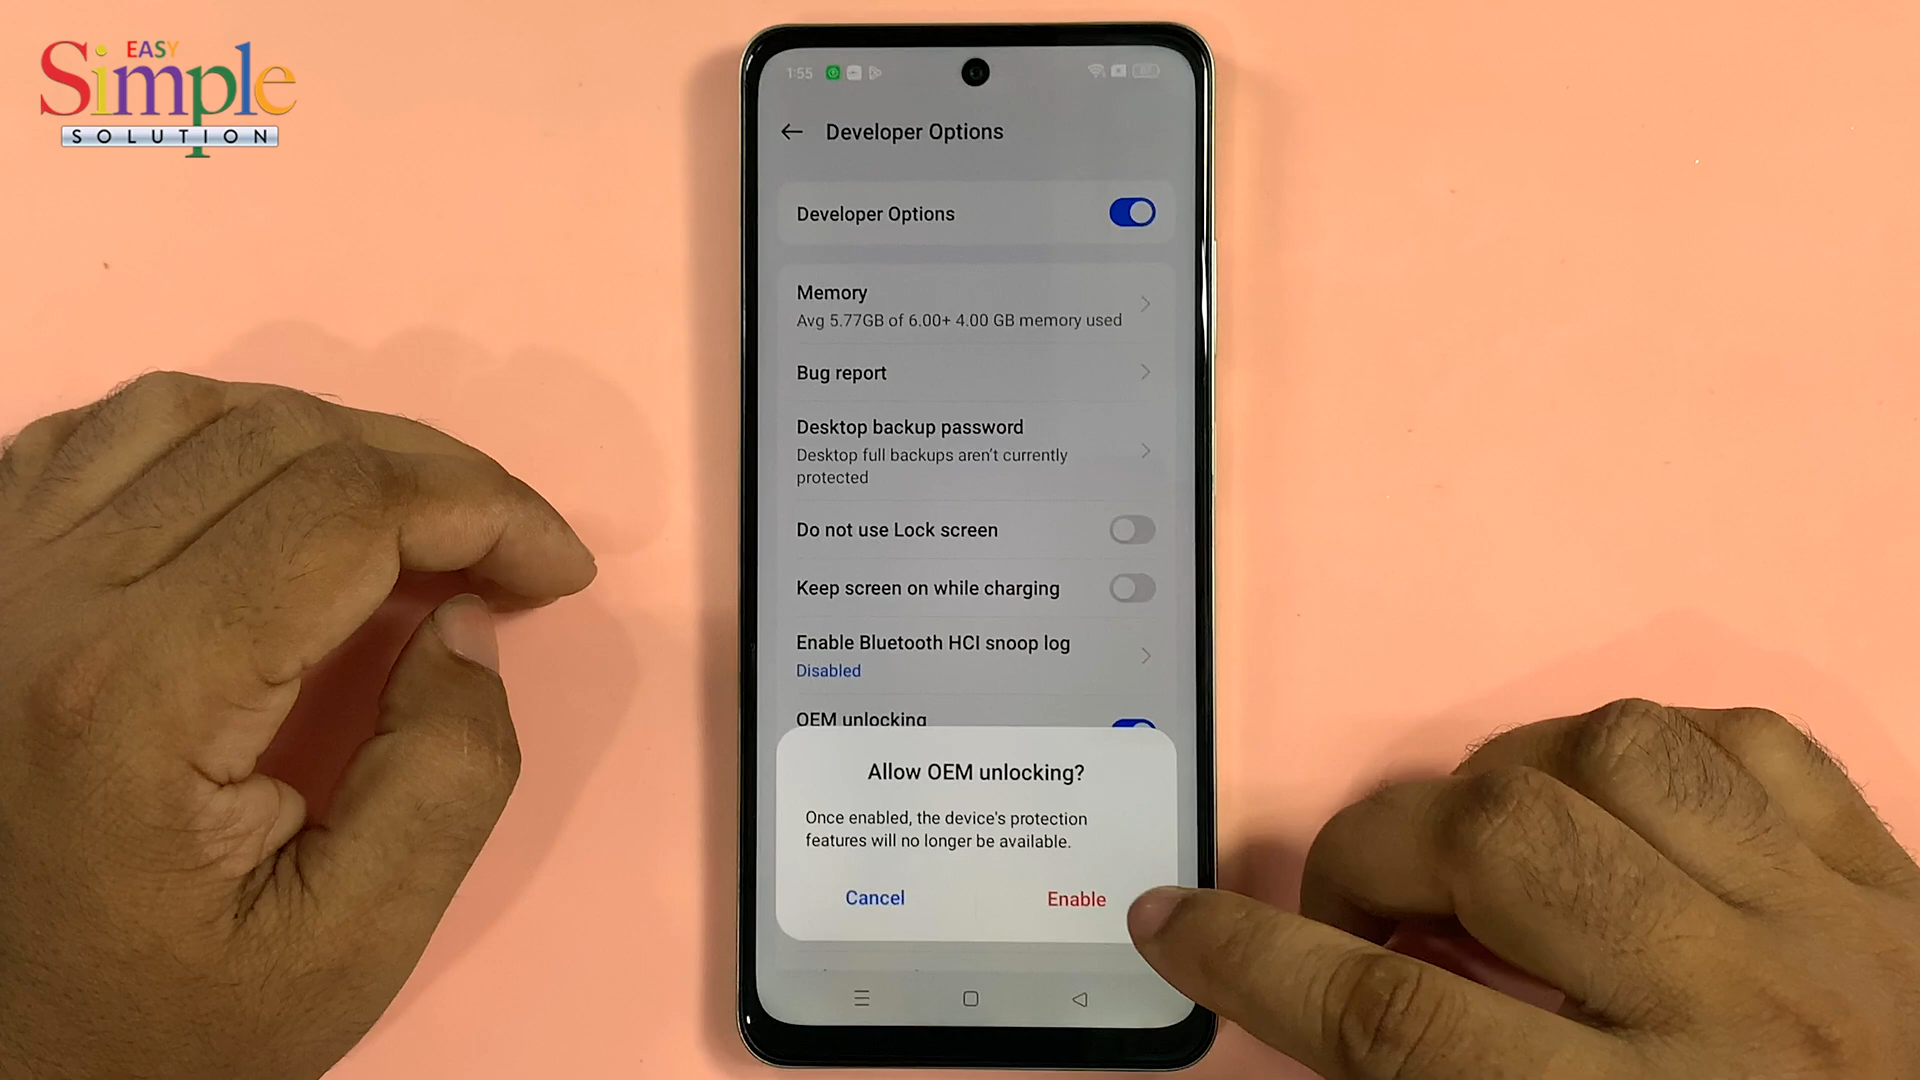 EASY
Simple
SOLUTION
1:55
Developer Options
Developer Options
Memory
Avg 5.77GB of 6.00+ 4.00 GB memory used
Bug report
Desktop backup password
Desktop full backups aren't currently
protected
Do not use Lock screen
Keep screen on while charging
Enable Bluetooth HCI snoop log
Disabled
OEM unlocking
Allow OEM unlocking?
Once enabled, the device's protection
features will no longer be available.
Cancel
Enable